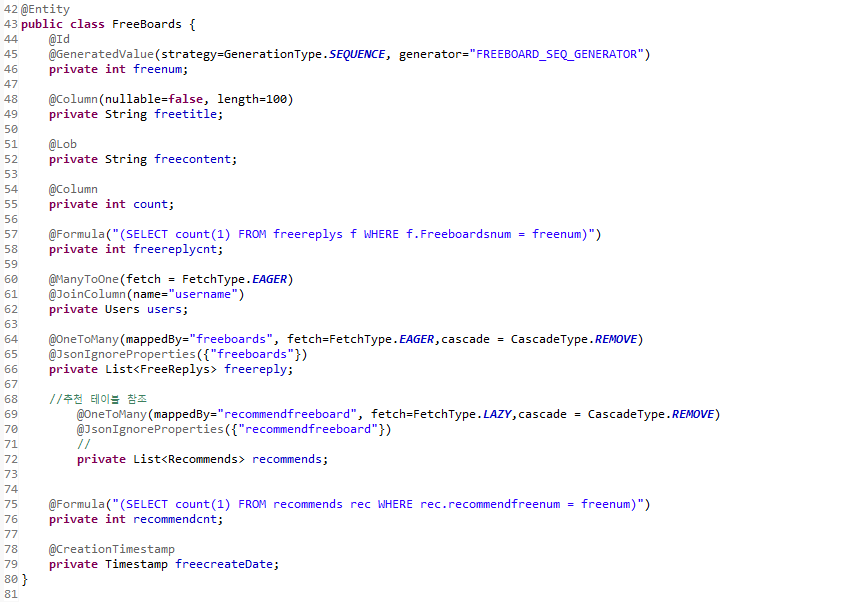 42 @Entity
43 public class FreeBoards {
44     @Id
45     @GeneratedValue(strategy=GenerationType.SEQUENCE, generator="FREEBOARD_SEQ_GENERATOR")
46     private int freenum;
47
48     @Column(nullable=false, length=100)
49     private String freetitle;
50
51     @Lob
52     private String freecontent;
53
54     @Column
55     private int count;
56
57     @Formula("(SELECT count(1) FROM freereplys f WHERE f.Freeboardsnum = freenum)")
58     private int freereplycnt;
59
60     @ManyToOne(fetch = FetchType.EAGER)
61     @JoinColumn(name="username")
62     private Users users;
63
64     @OneToMany(mappedBy="freeboards", fetch=FetchType.EAGER,cascade = CascadeType.REMOVE)
65     @JsonIgnoreProperties({"freeboards"})
66     private List<FreeReplys> freereply;
67
68     //추천 테이블 참조
69         @OneToMany(mappedBy="recommendfreeboard", fetch=FetchType.LAZY,cascade = CascadeType.REMOVE)
70         @JsonIgnoreProperties({"recommendfreeboard"})
71         //
72         private List<Recommends> recommends;
73
74
75     @Formula("(SELECT count(1) FROM recommends rec WHERE rec.recommendfreenum = freenum)")
76     private int recommendcnt;
77
78     @CreationTimestamp
79     private Timestamp freecreateDate;
80 }
81